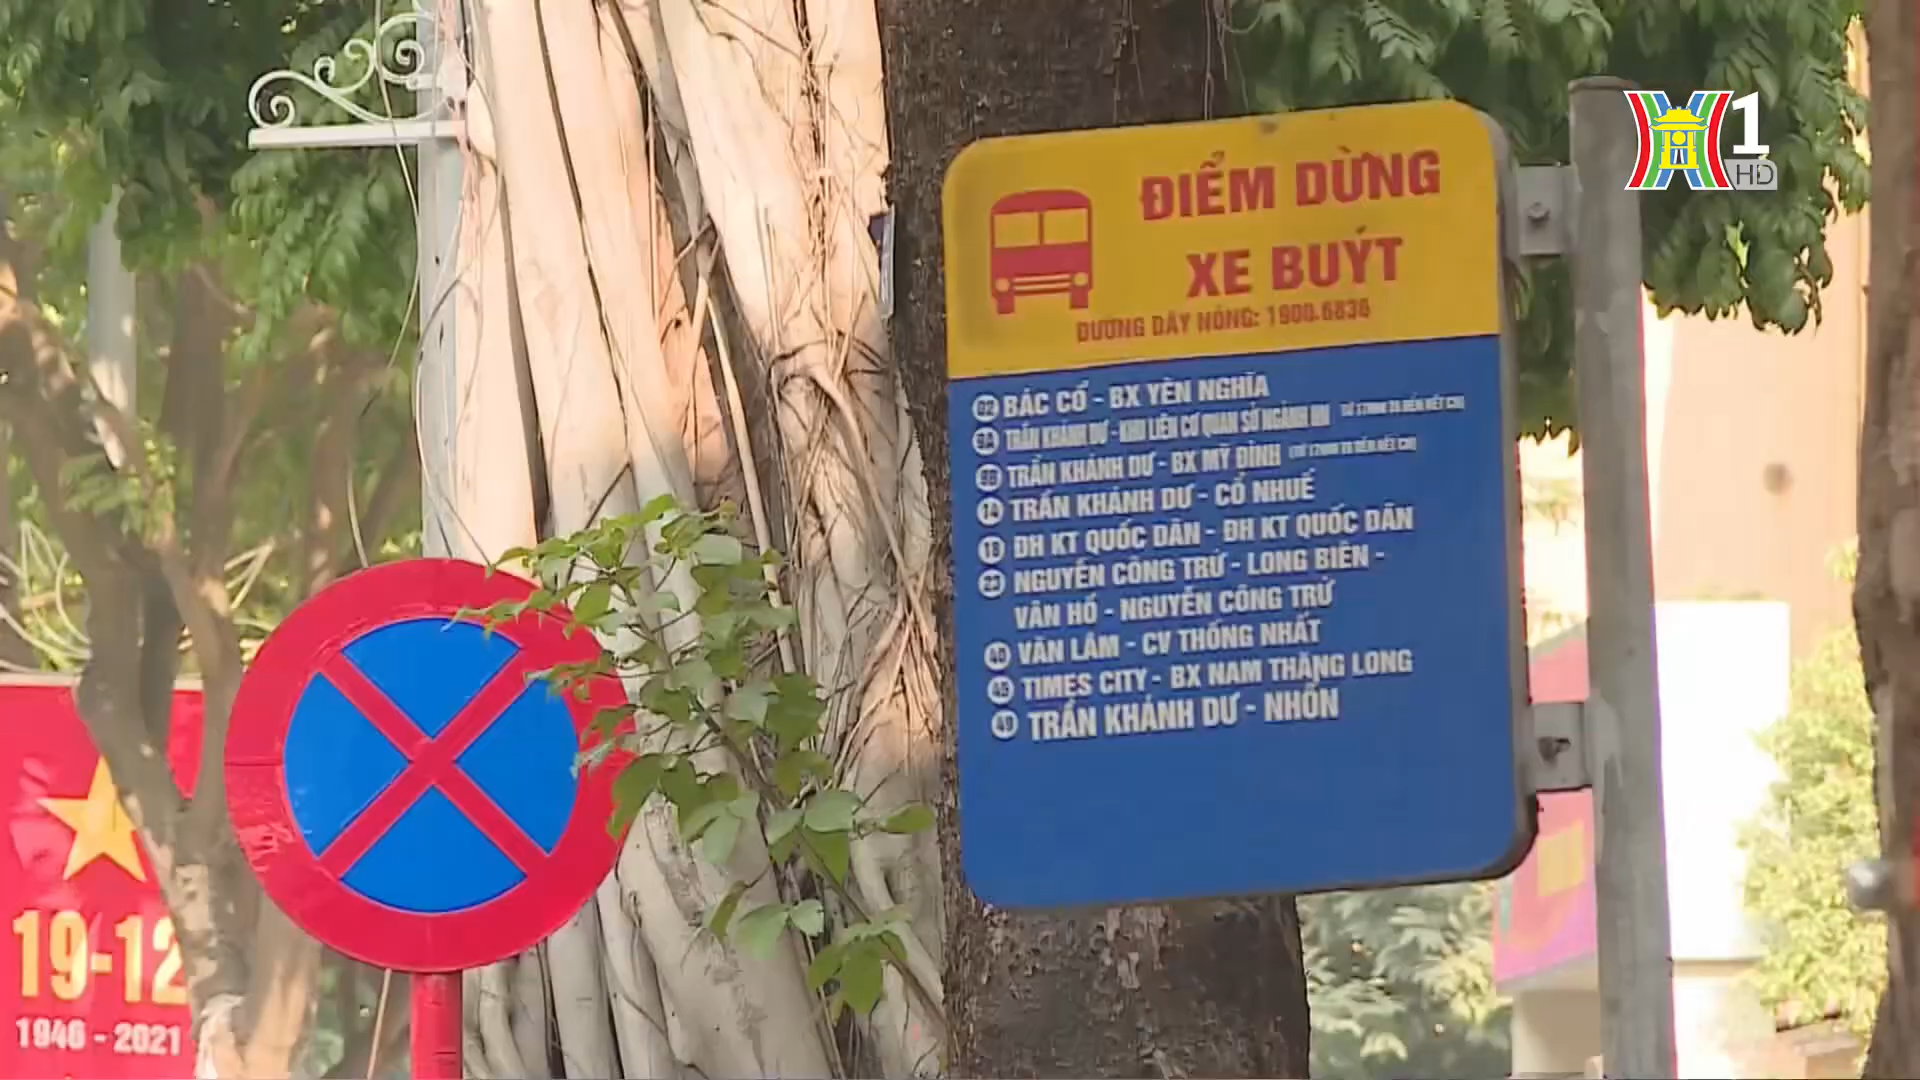 1
HD
ĐIỂM DỪNG
XE BUÝT
ĐƯỜNG DÂY NÓNG: 1900.6836
02 BÁC CỔ - BX YÊN NGHĨA
9A TRẦN KHÁNH DƯ - KHU LIÊN CƠ QUAN SỞ NGÀNH HN
9B TRẦN KHÁNH DƯ - BX MỸ ĐÌNH
14 TRẦN KHÁNH DƯ - CỔ NHUẾ
18 ĐH KT QUỐC DÂN - ĐH KT QUỐC DÂN
23 NGUYỄN CÔNG TRỨ - LONG BIÊN -
VÂN HỒ - NGUYỄN CÔNG TRỨ
40 VĂN LÂM - CV THỐNG NHẤT
45 TIMES CITY - BX NAM THĂNG LONG
TRẦN KHÁNH DƯ - NHỔN
19-12
1946 - 2021